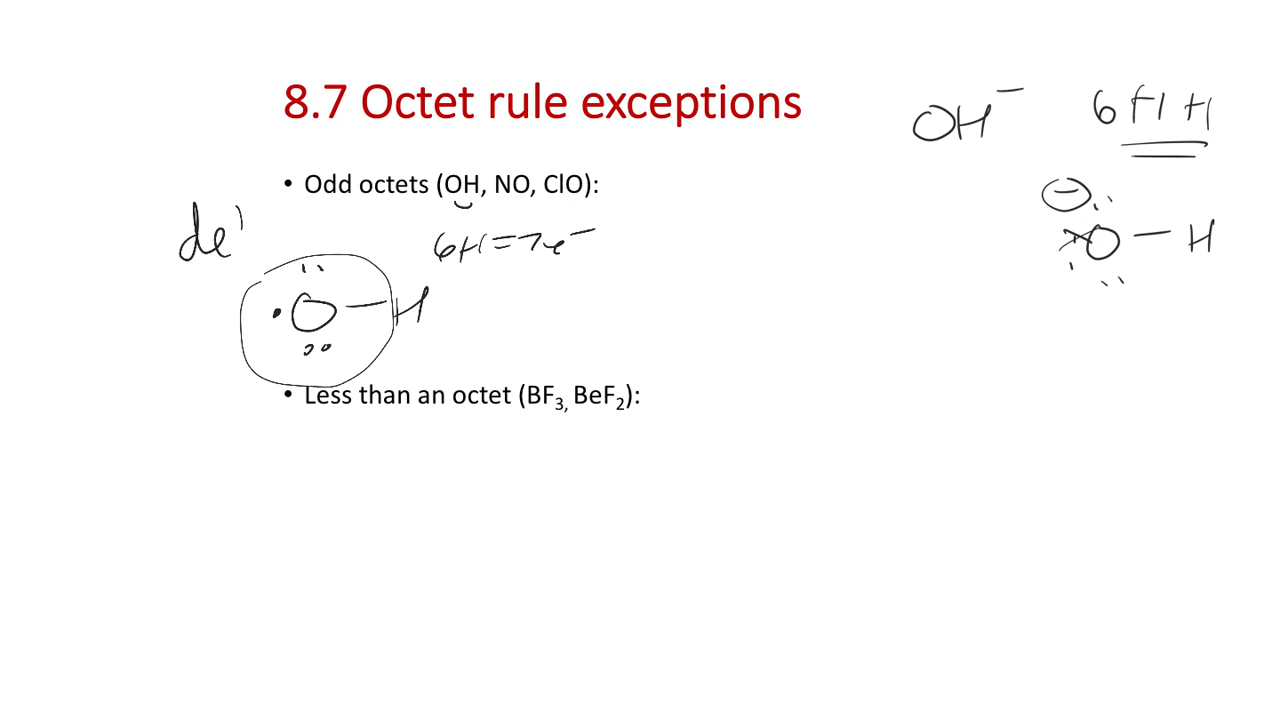 8.7 Octet rule exceptions
OH⁻
6+1+1
• Odd octets (OH, NO, ClO):
6+1=7e⁻
O — H
O — H
• Less than an octet (BF₃, BeF₂):